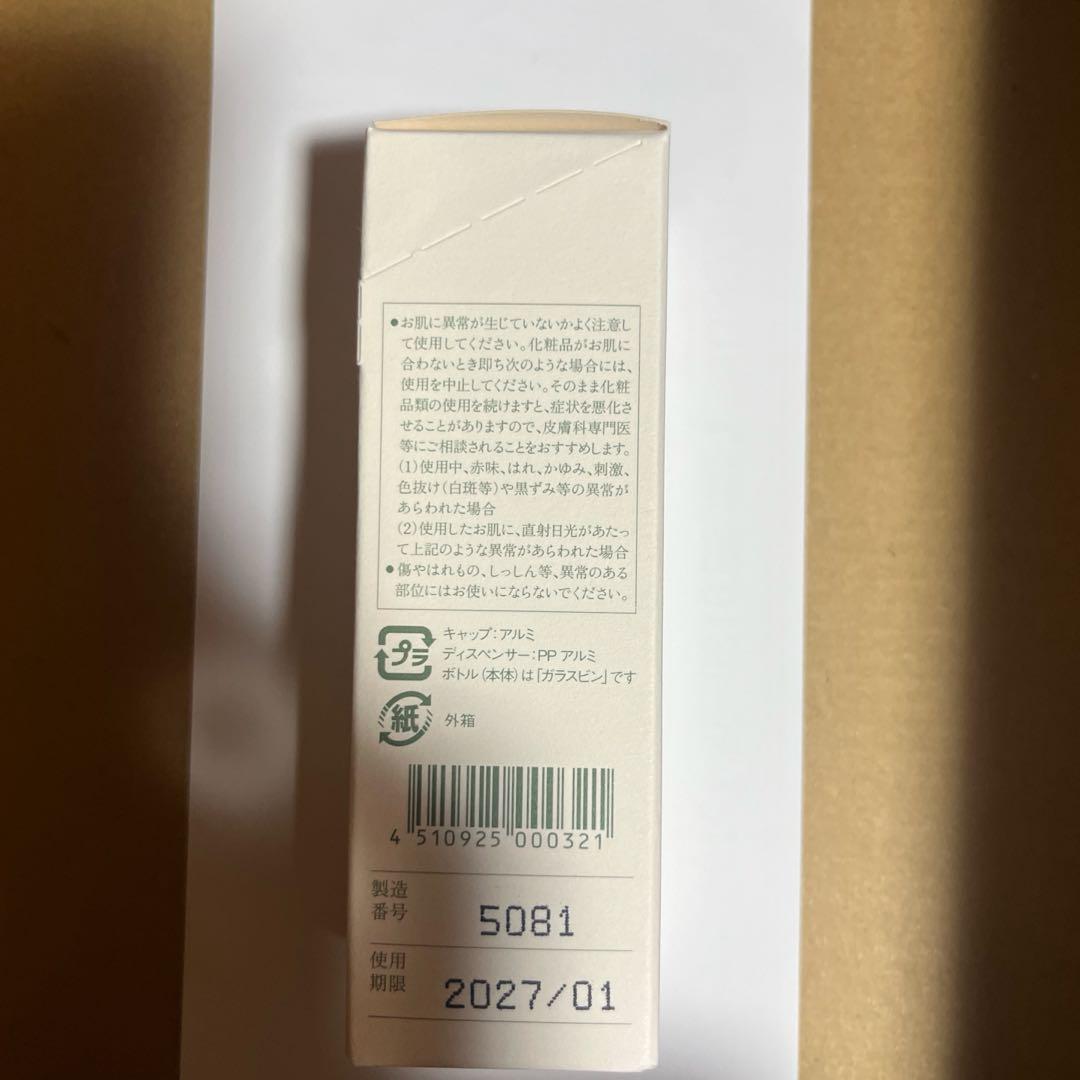 ●お肌に異常が生じていないかよく注意し
て使用してください。化粧品がお肌に
合わないとき即ち次のような場合には、
使用を中止してください。そのまま化粧
品類の使用を続けますと、症状を悪化さ
せることがありますので、皮膚科専門医
等にご相談されることをおすすめします。
(1)使用中、赤味、はれ、かゆみ、刺激、
色抜け(白斑等)や黒ずみ等の異常が
あらわれた場合
(2)使用したお肌に、直射日光があたっ
て上記のような異常があらわれた場合
●傷やはれもの、しっしん等、異常のある
部位にはお使いにならないでください。
プラ
キャップ:アルミ
ディスペンサー:PP アルミ
ボトル(本体)は「ガラスビン」です
紙
外箱
4 510925 000321
製造
番号
5081
使用
期限
2027/01